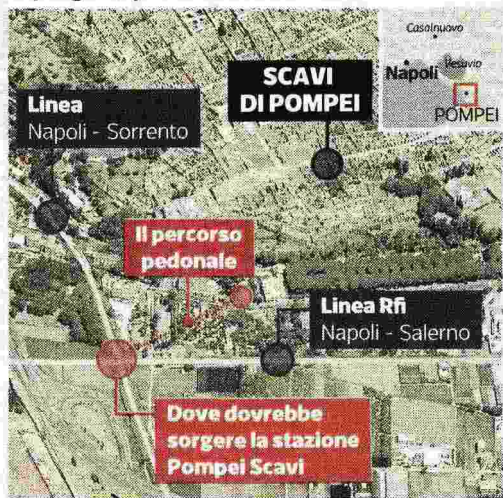 Casalnuovo
Vesuvio
Napoli
POMPEI
SCAVI
DI POMPEI
Linea
Napoli - Sorrento
Il percorso
pedonale
Linea Rfi
Napoli - Salerno
Dove dovrebbe
sorgere la stazione
Pompei Scavi